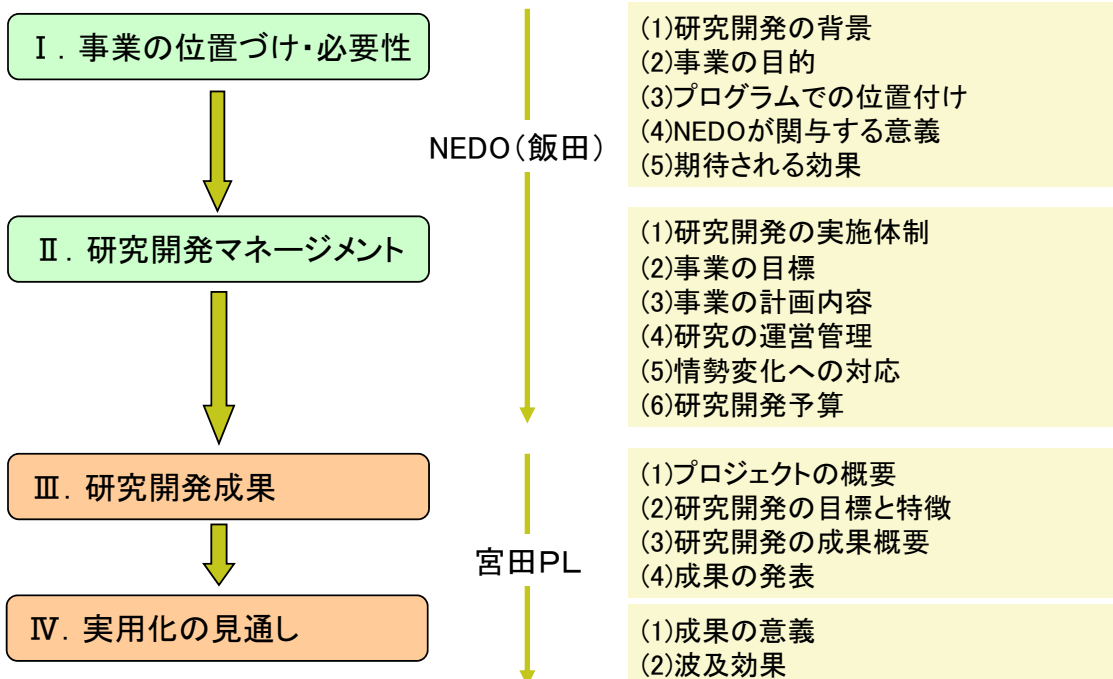 Ⅰ. 事業の位置づけ・必要性
(1)研究開発の背景
(2)事業の目的
(3)プログラムでの位置付け
(4)NEDOが関与する意義
(5)期待される効果
NEDO(飯田)
Ⅱ. 研究開発マネージメント
(1)研究開発の実施体制
(2)事業の目標
(3)事業の計画内容
(4)研究の運営管理
(5)情勢変化への対応
(6)研究開発予算
Ⅲ. 研究開発成果
(1)プロジェクトの概要
(2)研究開発の目標と特徴
(3)研究開発の成果概要
(4)成果の発表
宮田PL
Ⅳ. 実用化の見通し
(1)成果の意義
(2)波及効果